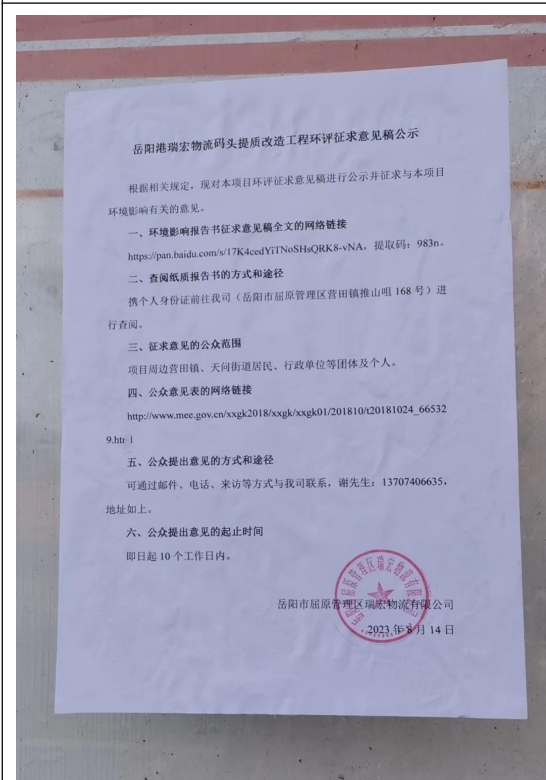 岳阳港瑞宏物流码头提质改造工程环评征求意见稿公示
根据相关规定，现对本项目环评征求意见稿进行公示并征求与本项目
环境影响有关的意见。
一、环境影响报告书征求意见稿全文的网络链接
https://pan.baidu.com/s/17K4cedYiTNoSHsQRK8-vNA，提取码：983n。
二、查阅纸质报告书的方式和途径
携个人身份证前往我司（岳阳市屈原管理区营田镇推山咀 168 号）进
行查阅。
三、征求意见的公众范围
项目周边营田镇、天问街道居民、行政单位等团体及个人。
四、公众意见表的网络链接
http://www.mee.gov.cn/xxgk2018/xxgk/xxgk01/201810/t20181024_66532
9.html
五、公众提出意见的方式和途径
可通过邮件、电话、来访等方式与我司联系，谢先生：13707406635，
地址如上。
六、公众提出意见的起止时间
即日起 10 个工作日内。
岳阳市屈原管理区瑞宏物流有限公司
2023 年 8 月 14 日